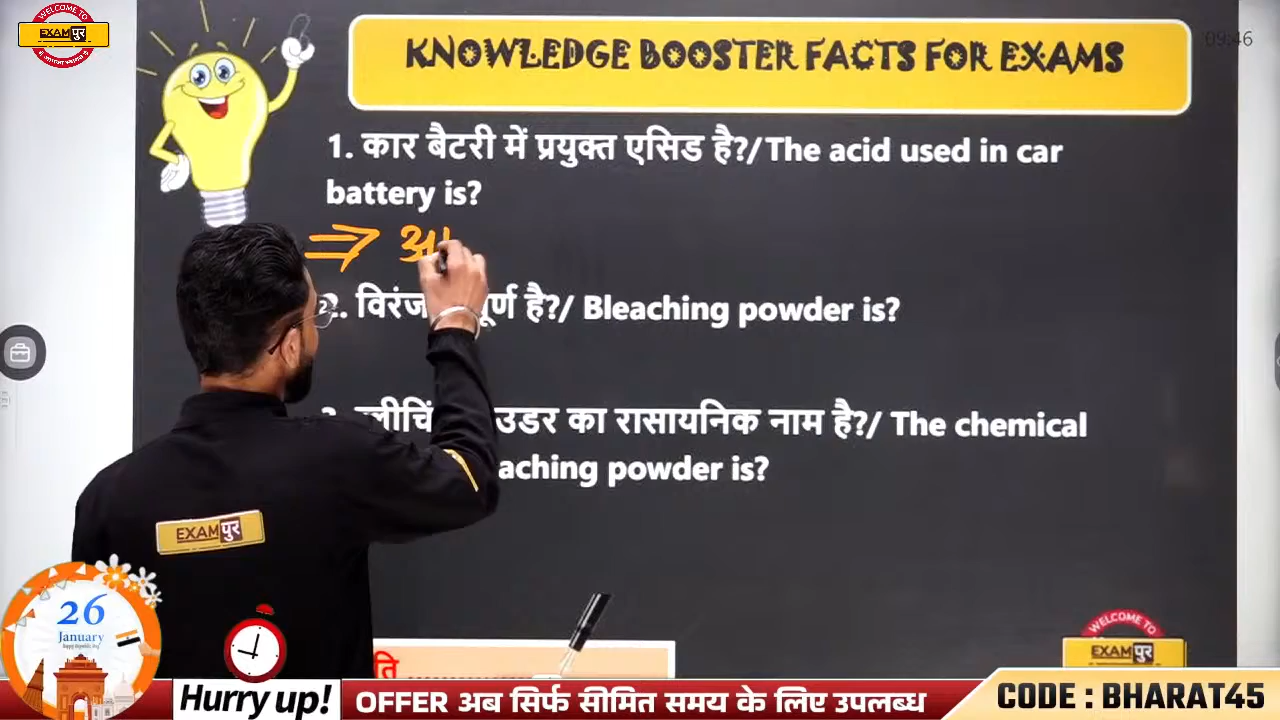 WELCOME TO
EXAMपुर
KNOWLEDGE BOOSTER FACTS FOR EXAMS
09:46
1. कार बैटरी में प्रयुक्त एसिड है?/The acid used in car
battery is?
⇒
2. है?/ Bleaching powder is?
का रासायनिक नाम है?/ The chemical
powder is?
EXAMपुर
26
January
WELCOME TO
EXAMपुर
Hurry up!
OFFER अब सिर्फ सीमित समय के लिए उपलब्ध
CODE : BHARAT45